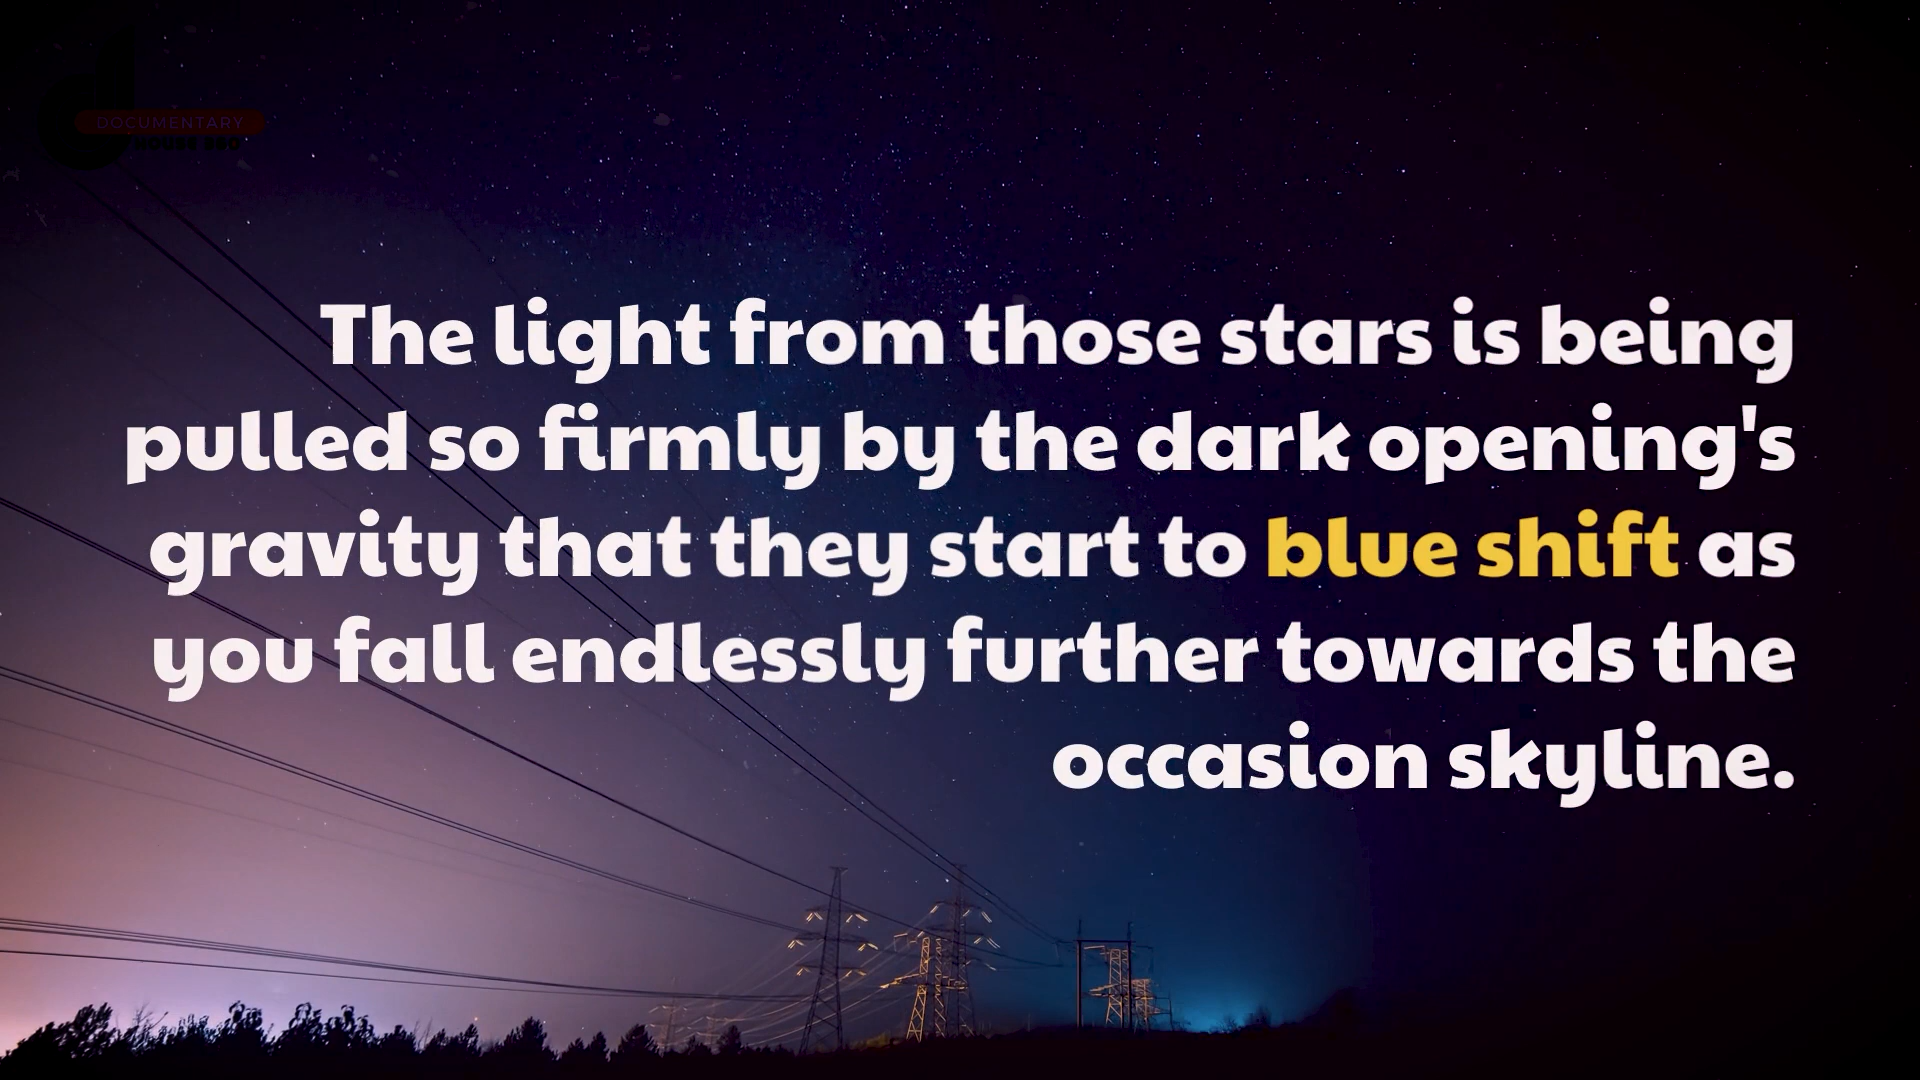 DOCUMENTARY
The light from those stars is being
pulled so firmly by the dark opening's
gravity that they start to blue shift as
you fall endlessly further towards the
occasion skyline.